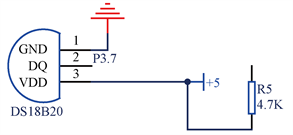 GND 1
DQ 2 P3.7
VDD 3
+5
R5
4.7K
DS18B20